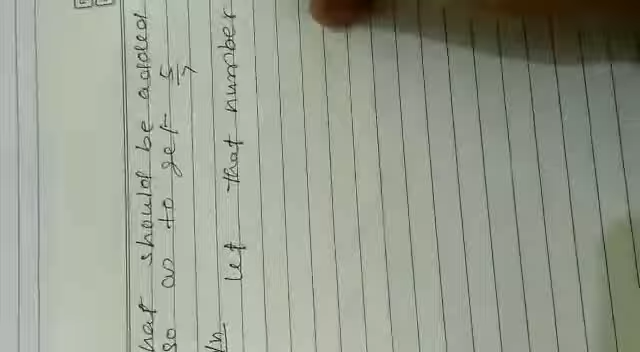 hat should be added
so as to get 5/7
let that number